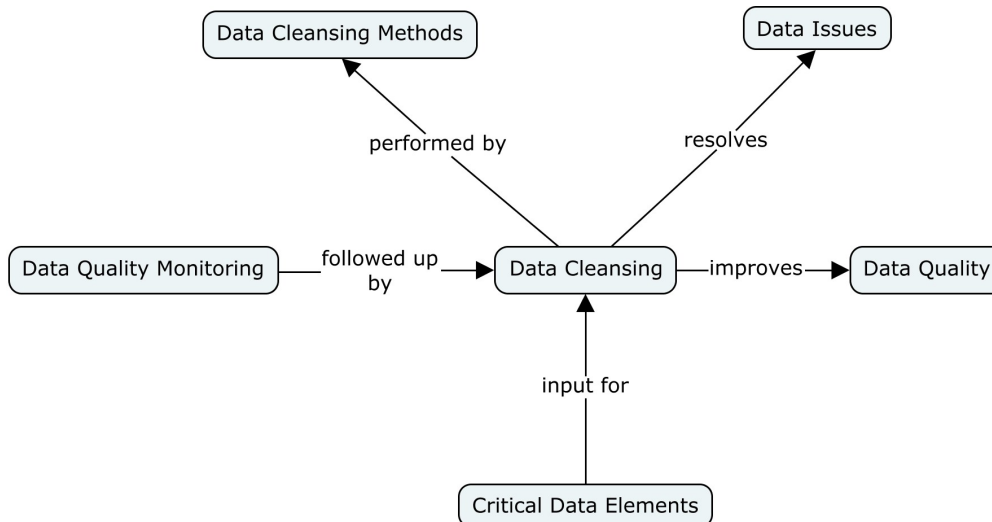 Data Cleansing Methods
Data Issues
performed by
resolves
Data Quality Monitoring
followed up
by
Data Cleansing
improves
Data Quality
input for
Critical Data Elements